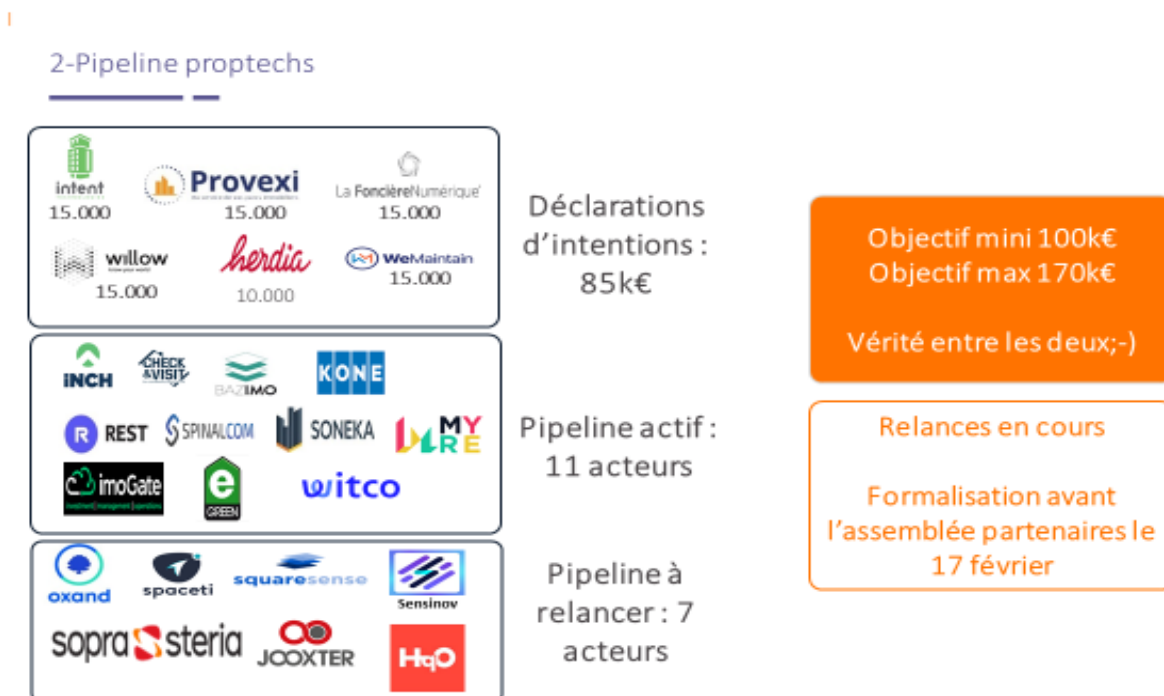 2-Pipeline proptechs
intent
15.000
Provexi
15.000
La FoncièreNumérique
15.000
willow
15.000
herdia
10.000
WeMaintain
15.000
Déclarations
d’intentions :
85k€
Objectif mini 100k€
Objectif max 170k€
Vérité entre les deux;-)
iNCH
CHECK
&VISIT
BAZIMO
KONE
R REST
SPINALCOM
SONEKA
MY
RE
imoGate
e
GREEN
witco
Pipeline actif :
11 acteurs
Relances en cours
Formalisation avant
l’assemblée partenaires le
17 février
oxand
spaceti
squaresense
Sensinov
sopra steria
JOOXTER
HqO
Pipeline à
relancer : 7
acteurs